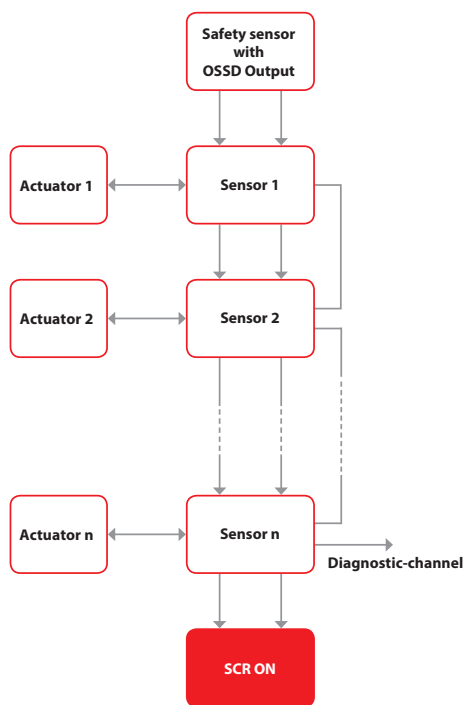 Safety sensor
with
OSSD Output
Actuator 1
Sensor 1
Actuator 2
Sensor 2
Actuator n
Sensor n
Diagnostic-channel
SCR ON